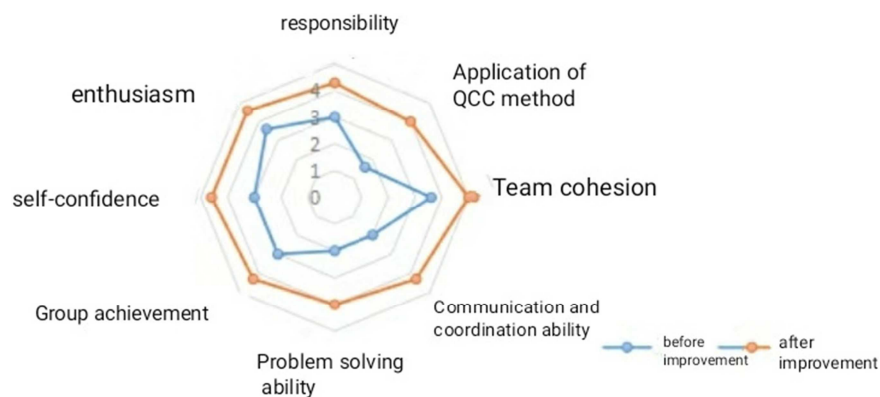 responsibility
Application of
QCC method
enthusiasm
4
3
2
1
0
Team cohesion
self-confidence
Group achievement
Communication and
coordination ability
Problem solving
ability
before
improvement
after
improvement